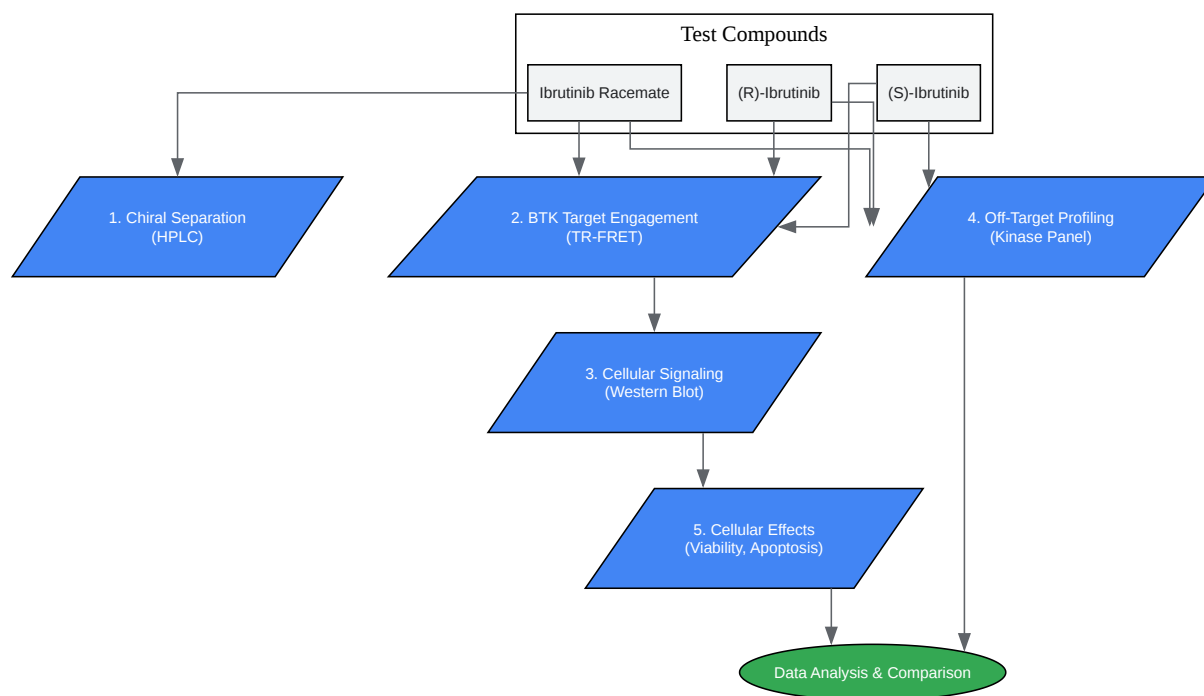 Test Compounds
Ibrutinib Racemate
(R)-Ibrutinib
(S)-Ibrutinib
1. Chiral Separation
(HPLC)
2. BTK Target Engagement
(TR-FRET)
4. Off-Target Profiling
(Kinase Panel)
3. Cellular Signaling
(Western Blot)
5. Cellular Effects
(Viability, Apoptosis)
Data Analysis & Comparison